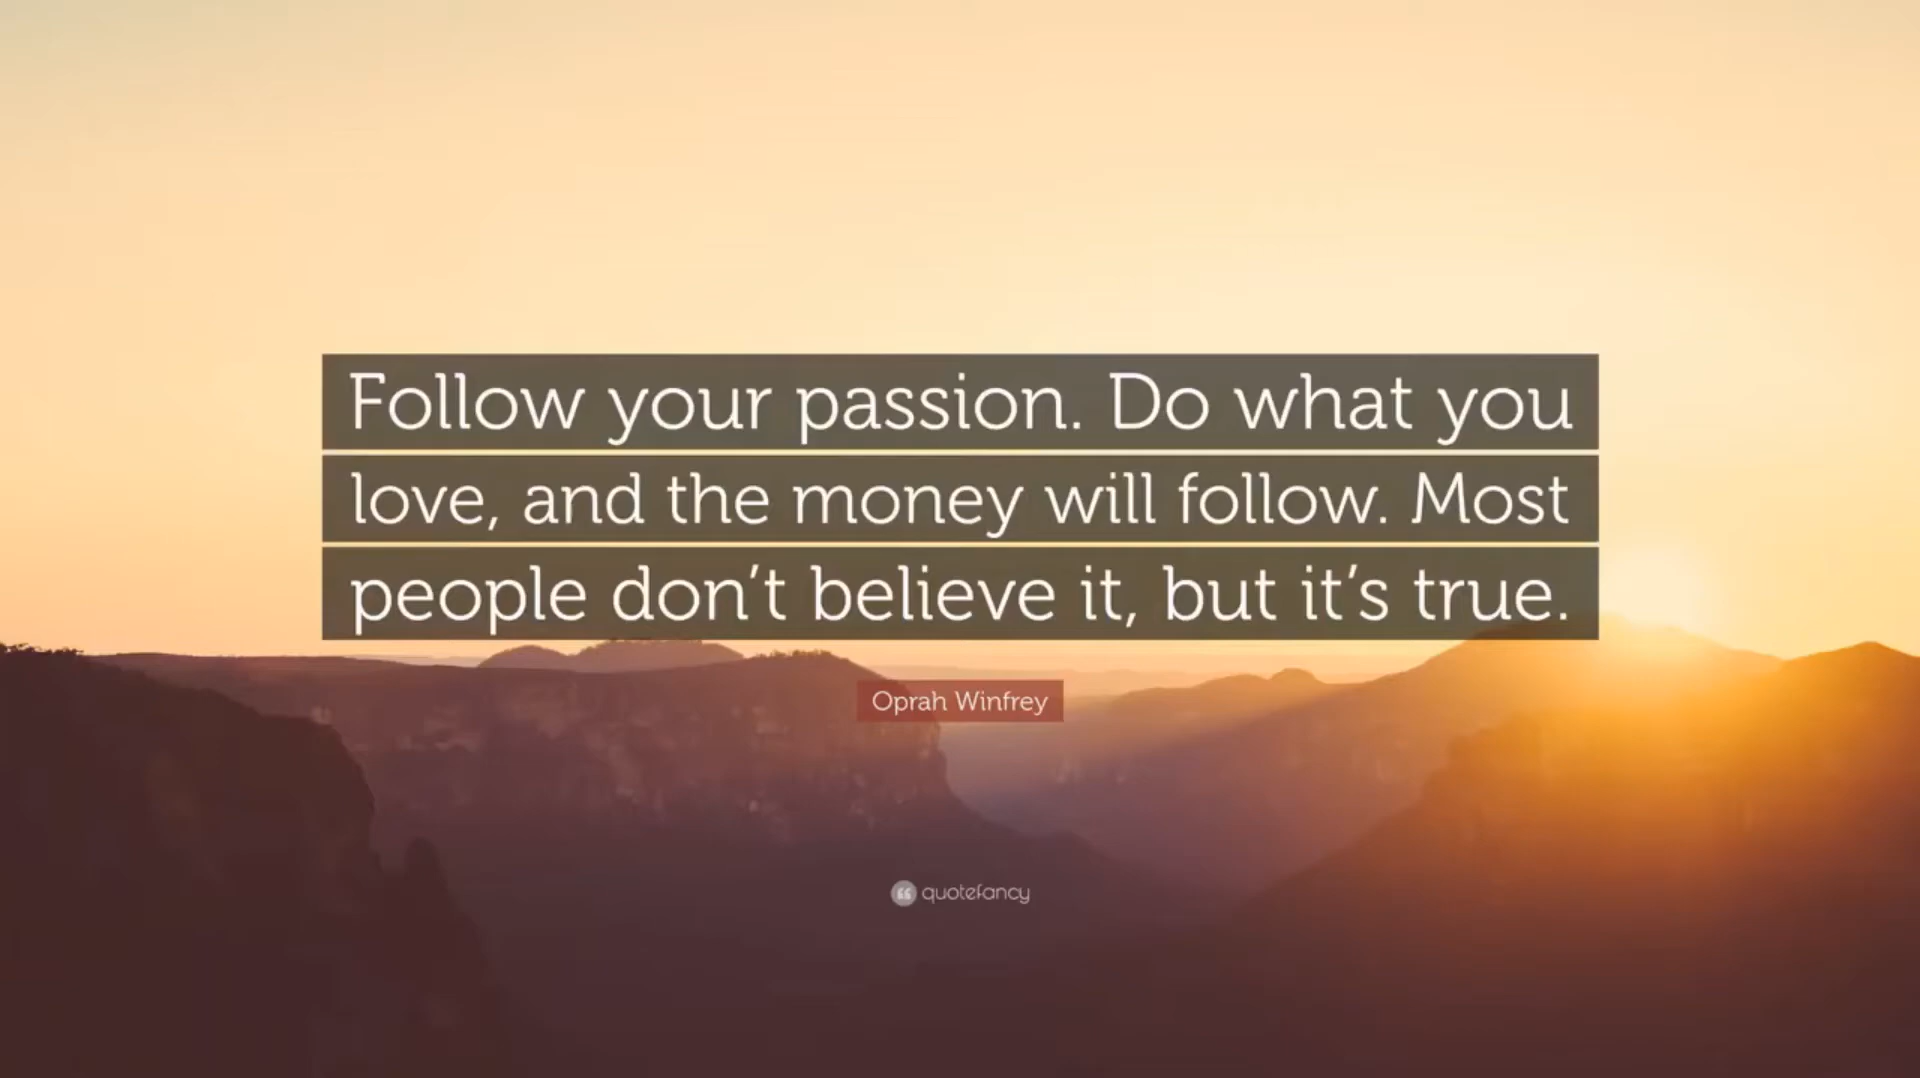 Follow your passion. Do what you
love, and the money will follow. Most
people don’t believe it, but it’s true.
Oprah Winfrey
quotefancy